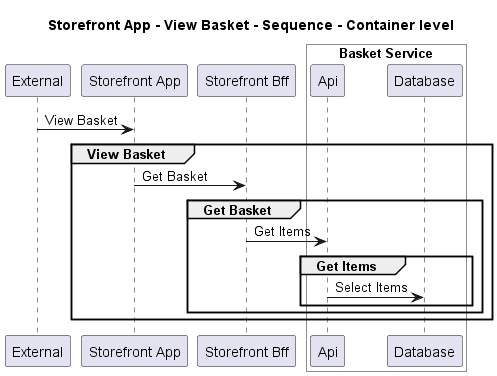 Storefront App - View Basket - Sequence - Container level
Basket Service
External Storefront App Storefront Bff Api Database
View Basket
View Basket
Get Basket
Get Basket
Get Items
Get Items
Select Items
External Storefront App Storefront Bff Api Database